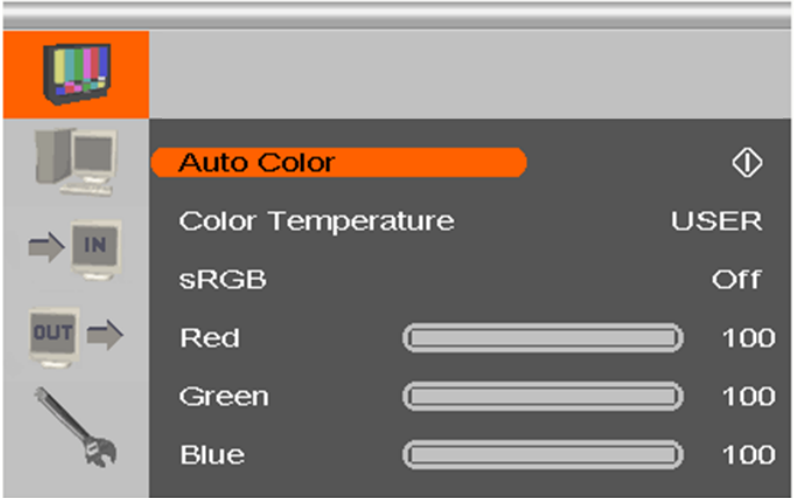 Auto Color
Color Temperature USER
IN
sRGB Off
OUT
Red 100
Green 100
Blue 100